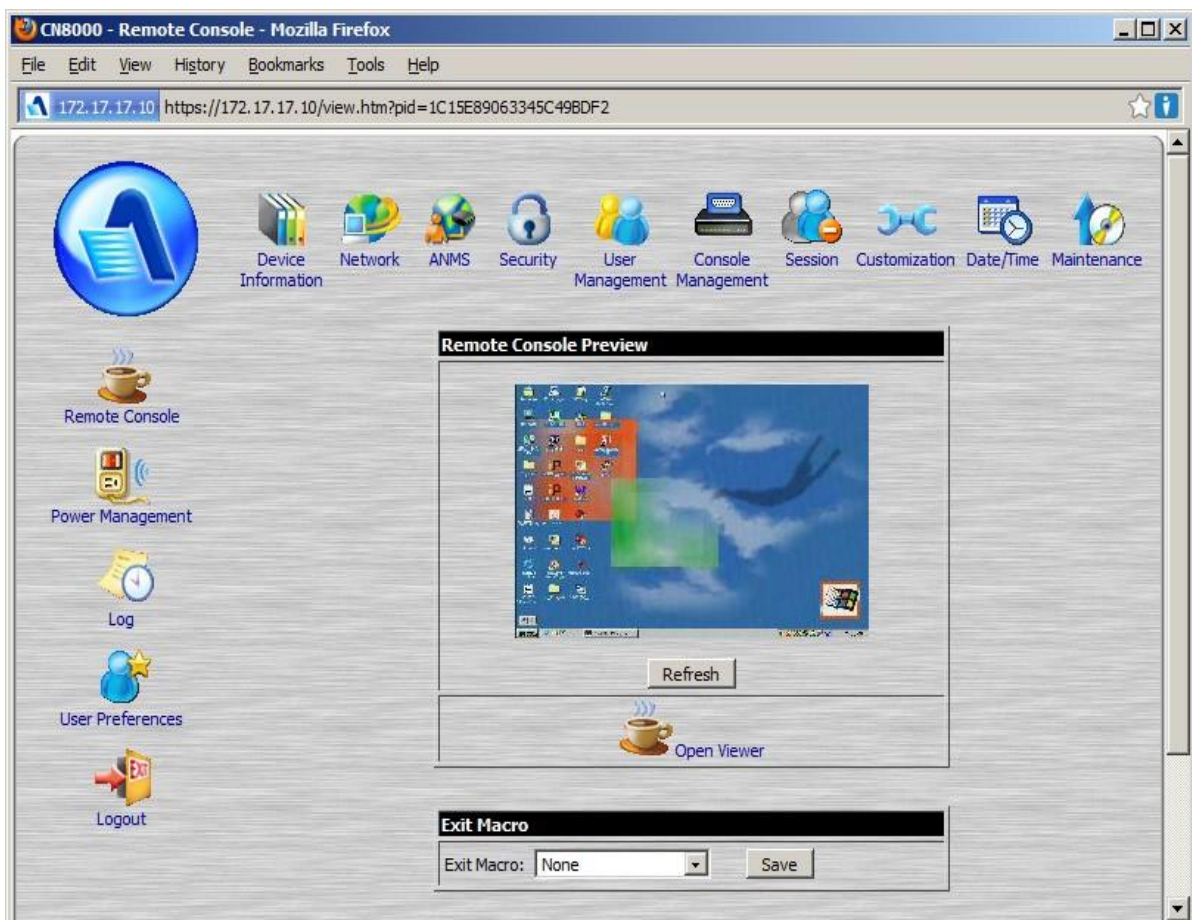 CN8000 - Remote Console - Mozilla Firefox
File Edit View History Bookmarks Tools Help
172.17.17.10 https://172.17.17.10/view.htm?pid=1C15E89063345C49BDF2
Device Information
Network
ANMS
Security
User Management
Console Management
Session
Customization
Date/Time
Maintenance
Remote Console
Power Management
Log
User Preferences
EXIT
Logout
Remote Console Preview
Refresh
Open Viewer
Exit Macro
Exit Macro: None Save